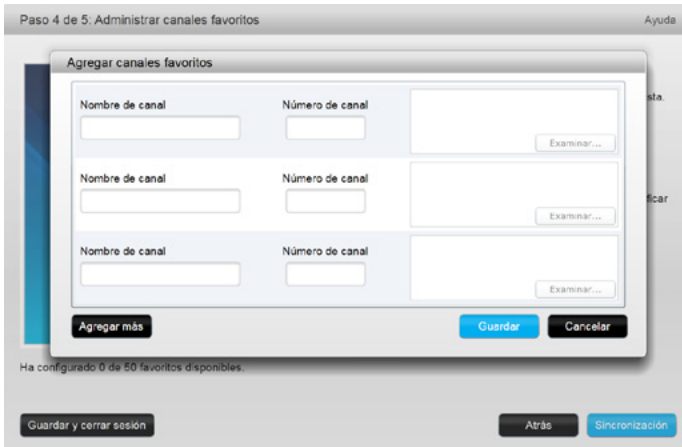 Paso 4 de 5: Administrar canales favoritos
Ayuda
Agregar canales favoritos
Nombre de canal
Número de canal
sta.
Examinar...
Nombre de canal
Número de canal
ficar
Examinar...
Nombre de canal
Número de canal
Examinar...
Agregar más
Guardar
Cancelar
Ha configurado 0 de 50 favoritos disponibles.
Guardar y cerrar sesión
Atrás
Sincronización